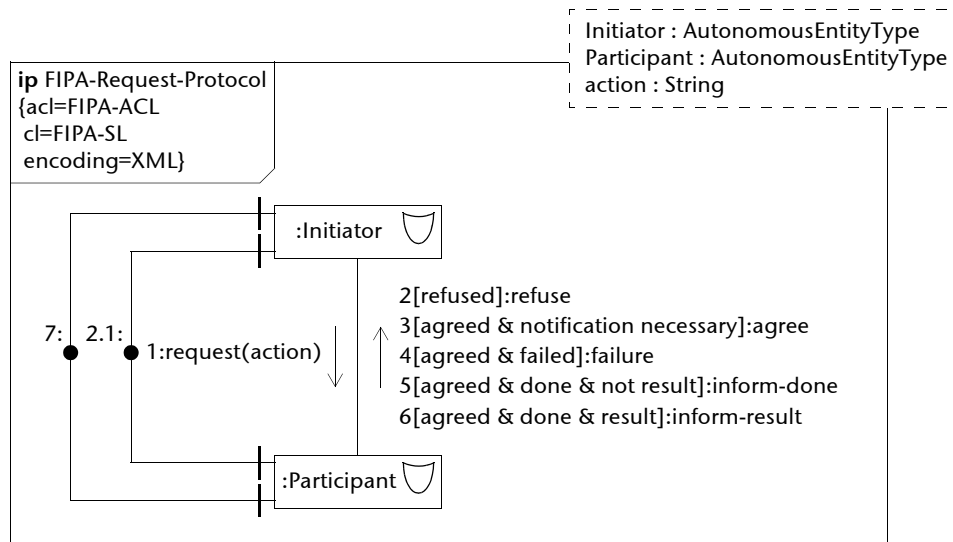 Initiator : AutonomousEntityType
Participant : AutonomousEntityType
action : String
ip FIPA-Request-Protocol
{acl=FIPA-ACL
cl=FIPA-SL
encoding=XML}
:Initiator
2[refused]:refuse
3[agreed & notification necessary]:agree
7: 2.1:
1:request(action)
4[agreed & failed]:failure
5[agreed & done & not result]:inform-done
6[agreed & done & result]:inform-result
:Participant